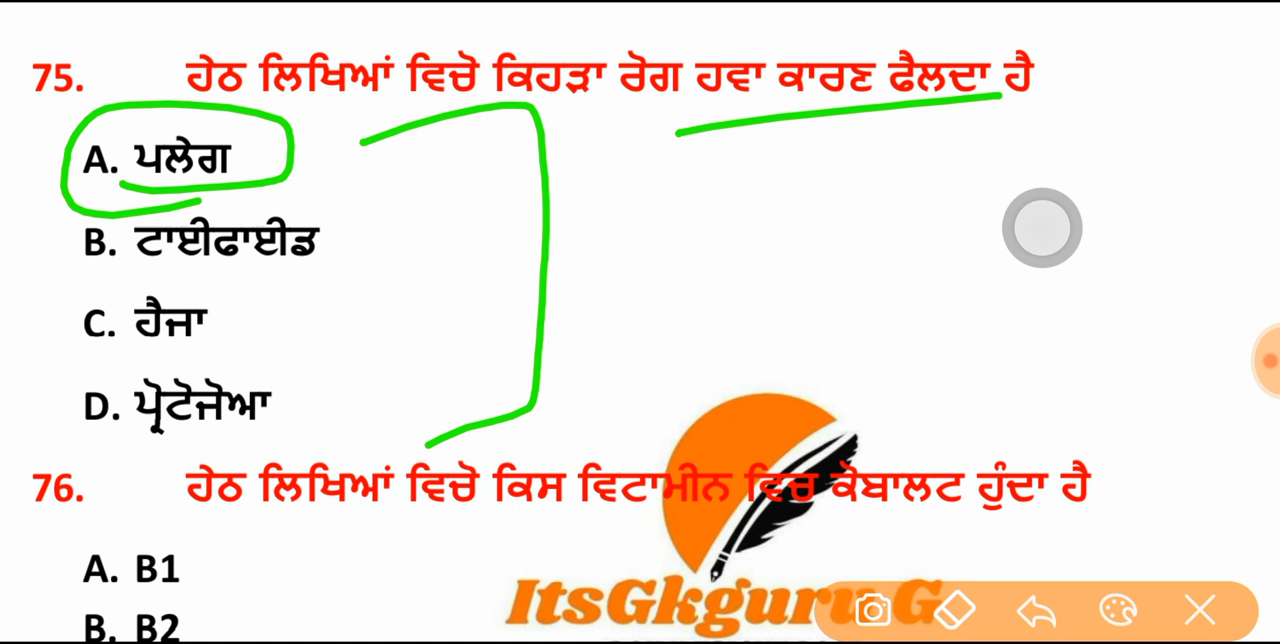 75. ਹੇਠ ਲਿਖਿਆਂ ਵਿਚੋ ਕਿਹੜਾ ਰੋਗ ਹਵਾ ਕਾਰਣ ਫੈਲਦਾ ਹੈ
A. ਪਲੇਗ
B. ਟਾਈਫਾਈਡ
C. ਹੈਜਾ
D. ਪ੍ਰੋਟੋਜੋਆ
76. ਹੇਠ ਲਿਖਿਆਂ ਵਿਚੋ ਕਿਸ ਵਿਟਾਮੀਨ ਵਿਚ ਕੋਬਾਲਟ ਹੁੰਦਾ ਹੈ
A. B1
B. B2
ItsGkguru G